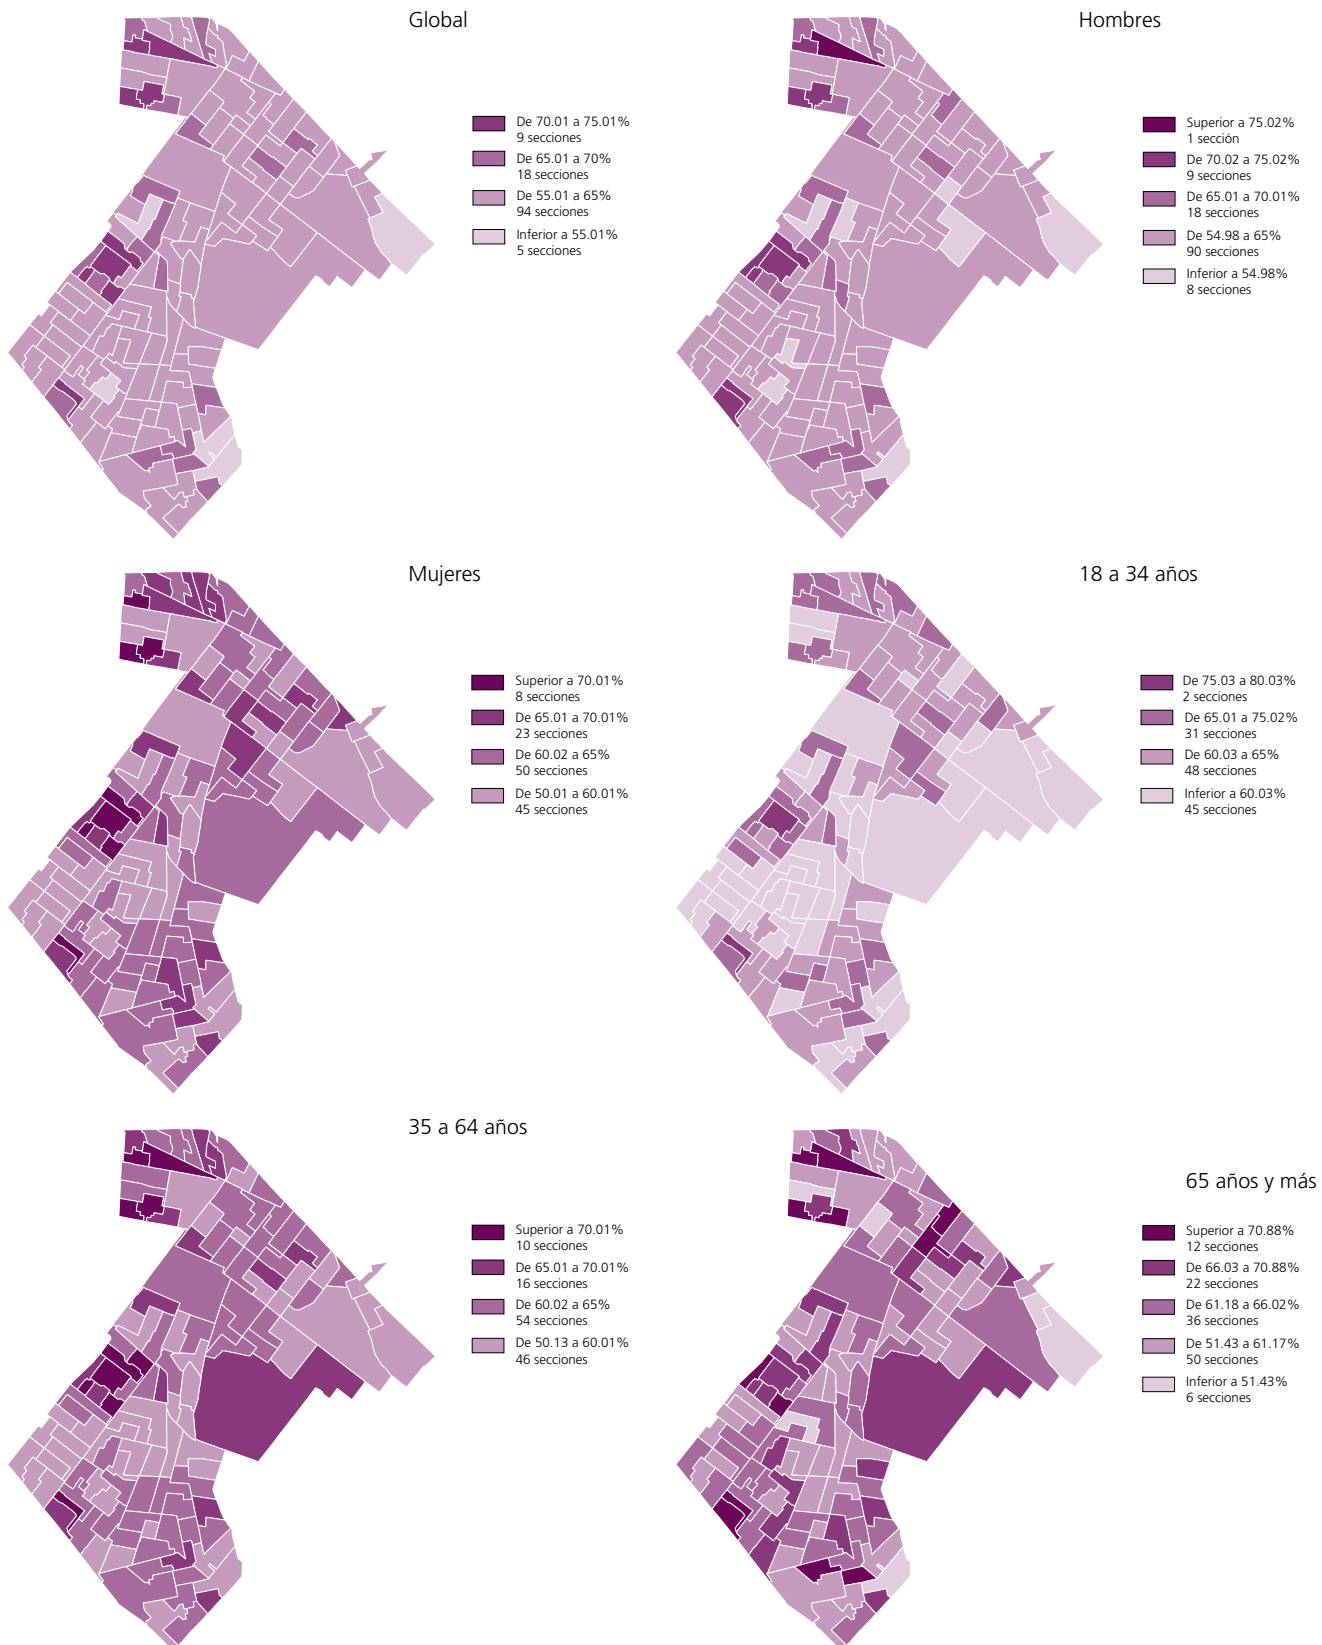 Global
De 70.01 a 75.01%
9 secciones
De 65.01 a 70%
18 secciones
De 55.01 a 65%
94 secciones
Inferior a 55.01%
5 secciones
Hombres
Superior a 75.02%
1 sección
De 70.02 a 75.02%
9 secciones
De 65.01 a 70.01%
18 secciones
De 54.98 a 65%
90 secciones
Inferior a 54.98%
8 secciones
Mujeres
Superior a 70.01%
8 secciones
De 65.01 a 70.01%
23 secciones
De 60.02 a 65%
50 secciones
De 50.01 a 60.01%
45 secciones
18 a 34 años
De 75.03 a 80.03%
2 secciones
De 65.01 a 75.02%
31 secciones
De 60.03 a 65%
48 secciones
Inferior a 60.03%
45 secciones
35 a 64 años
Superior a 70.01%
10 secciones
De 65.01 a 70.01%
16 secciones
De 60.02 a 65%
54 secciones
De 50.13 a 60.01%
46 secciones
65 años y más
Superior a 70.88%
12 secciones
De 66.03 a 70.88%
22 secciones
De 61.18 a 66.02%
36 secciones
De 51.43 a 61.17%
50 secciones
Inferior a 51.43%
6 secciones